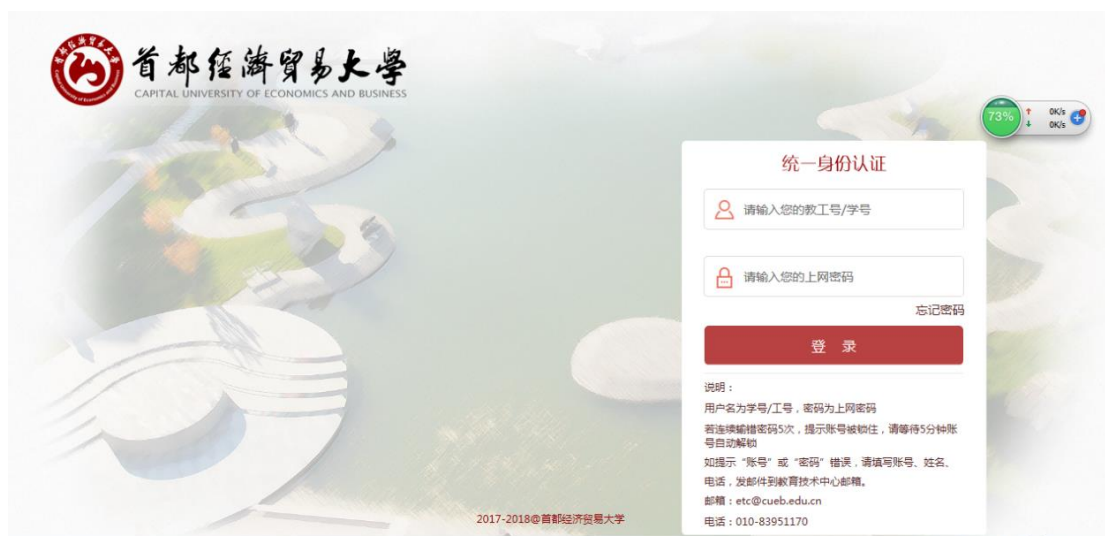 首都經濟貿易大學
CAPITAL UNIVERSITY OF ECONOMICS AND BUSINESS
73%
↑ 0K/s
↓ 0K/s
统一身份认证
请输入您的教工号/学号
请输入您的上网密码
忘记密码
登 录
说明：
用户名为学号/工号，密码为上网密码
若连续输错密码5次，提示账号被锁住，请等待5分钟账
号自动解锁
如提示“账号”或“密码”错误，请填写账号、姓名、
电话，发邮件到教育技术中心邮箱。
邮箱：etc@cueb.edu.cn
电话：010-83951170
2017-2018@首都经济贸易大学